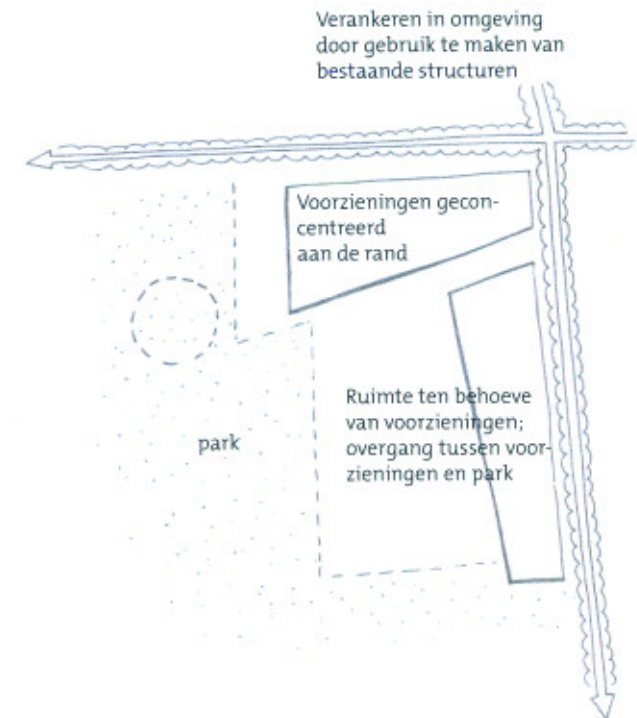 Verankeren in omgeving
door gebruik te maken van
bestaande structuren
Voorzieningen gecon-
centreerd
aan de rand
Ruimte ten behoeve
van voorzieningen;
overgang tussen voor-
zieningen en park
park